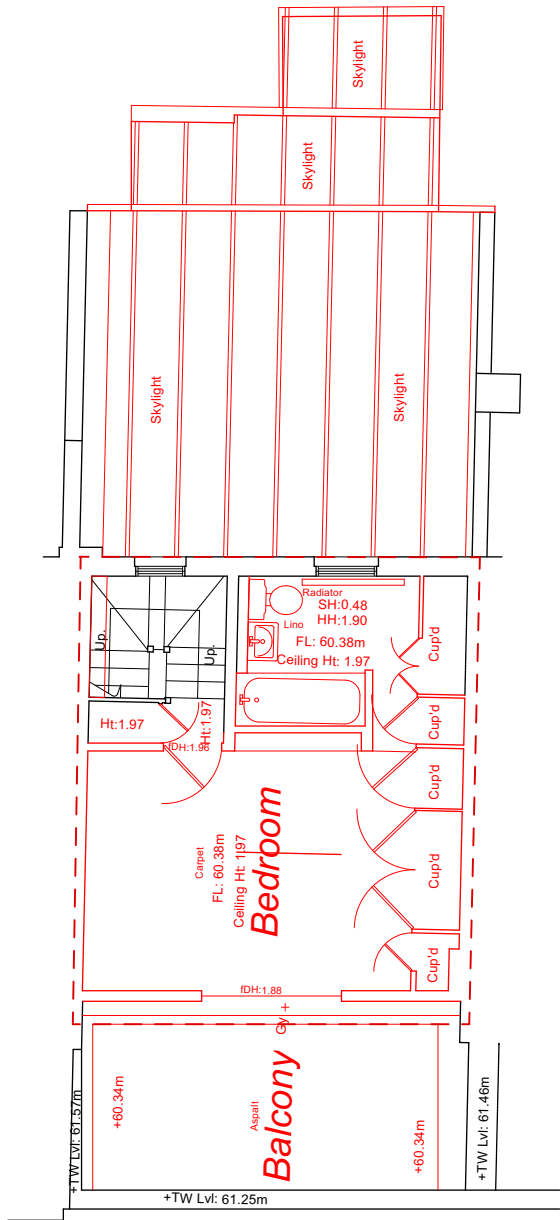 Skylight
Skylight
Skylight
Skylight
Radiator
SH:0.48
HH:1.90
Lino
FL: 60.38m
Ceiling Ht: 1.97
Up.
Up.
Cup'd
Ht:1.97
Ht:1.97
fDH:1.96
Cup'd
Cup'd
Carpet
FL: 60.38m
Ceiling Ht: 1.97
Bedroom
Cup'd
Cup'd
fDH:1.88
Gy +
+60.34m
Aspalt
Balcony
+60.34m
+TW Lvl: 61.57m
+TW Lvl: 61.46m
+TW Lvl: 61.25m